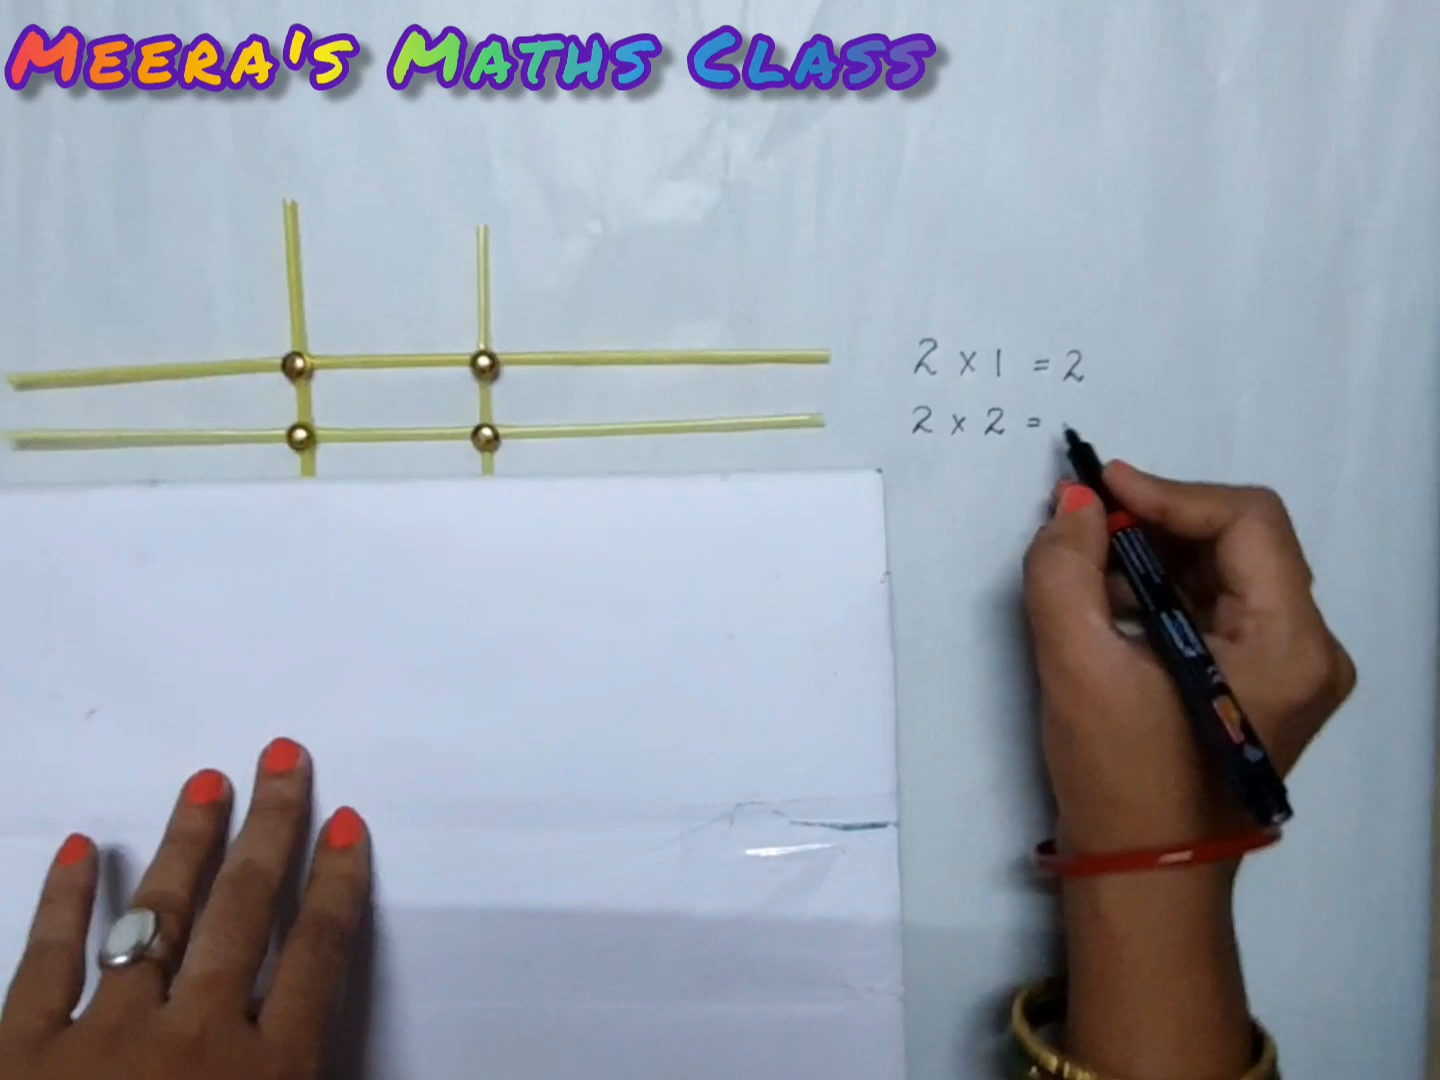 Meera's Maths Class
2 x 1 = 2
2 x 2 =